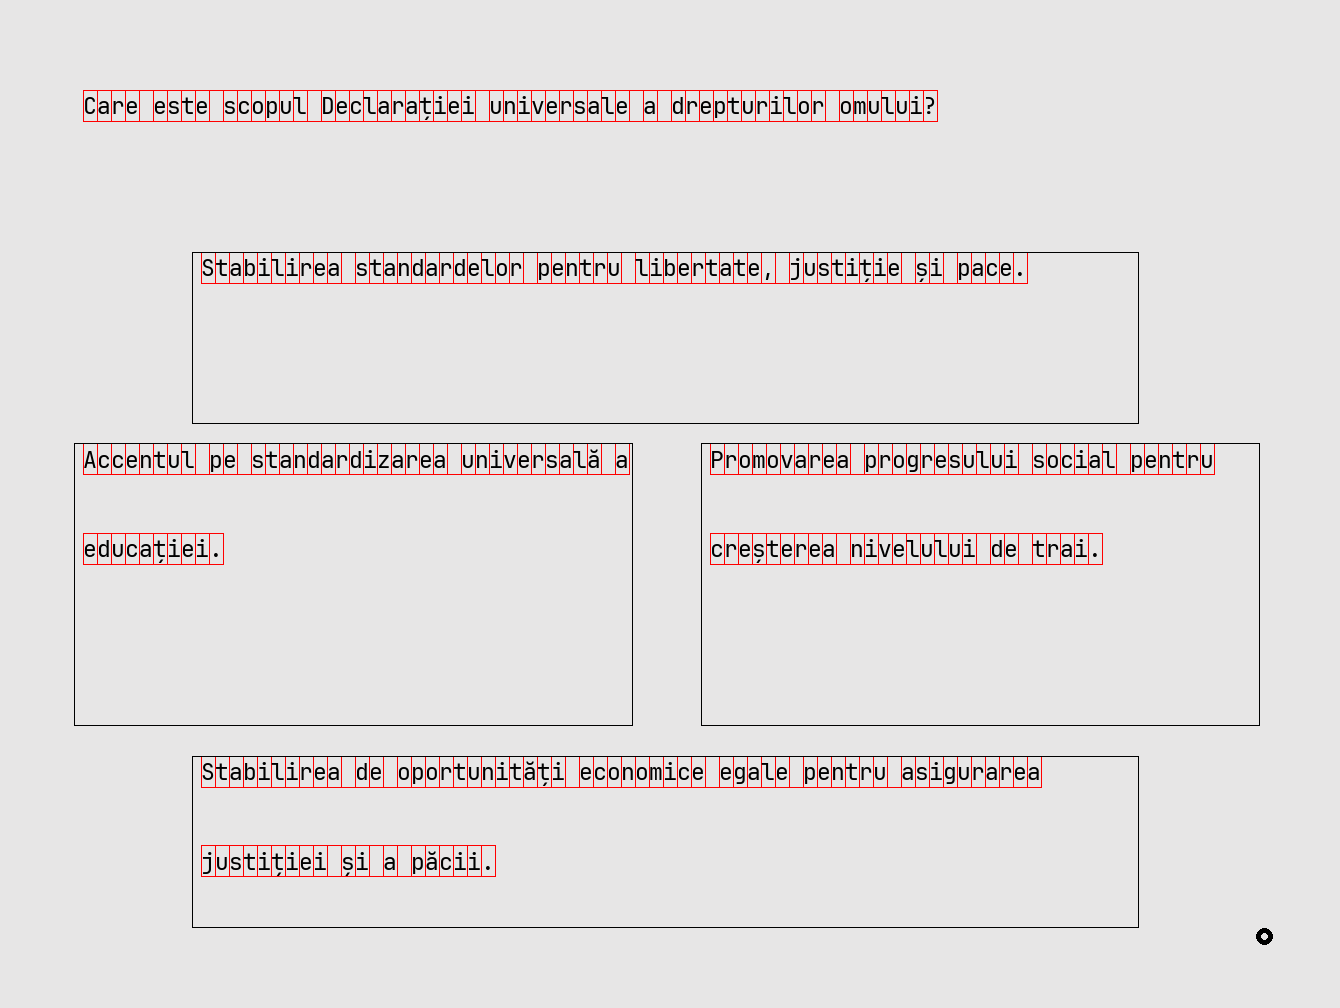 Care este scopul Declarației universale a drepturilor omului?
Stabilirea standardelor pentru libertate, justiție și pace.
Accentul pe standardizarea universală a
educației.
Promovarea progresului social pentru
creșterea nivelului de trai.
Stabilirea de oportunități economice egale pentru asigurarea
justiției și a păcii.